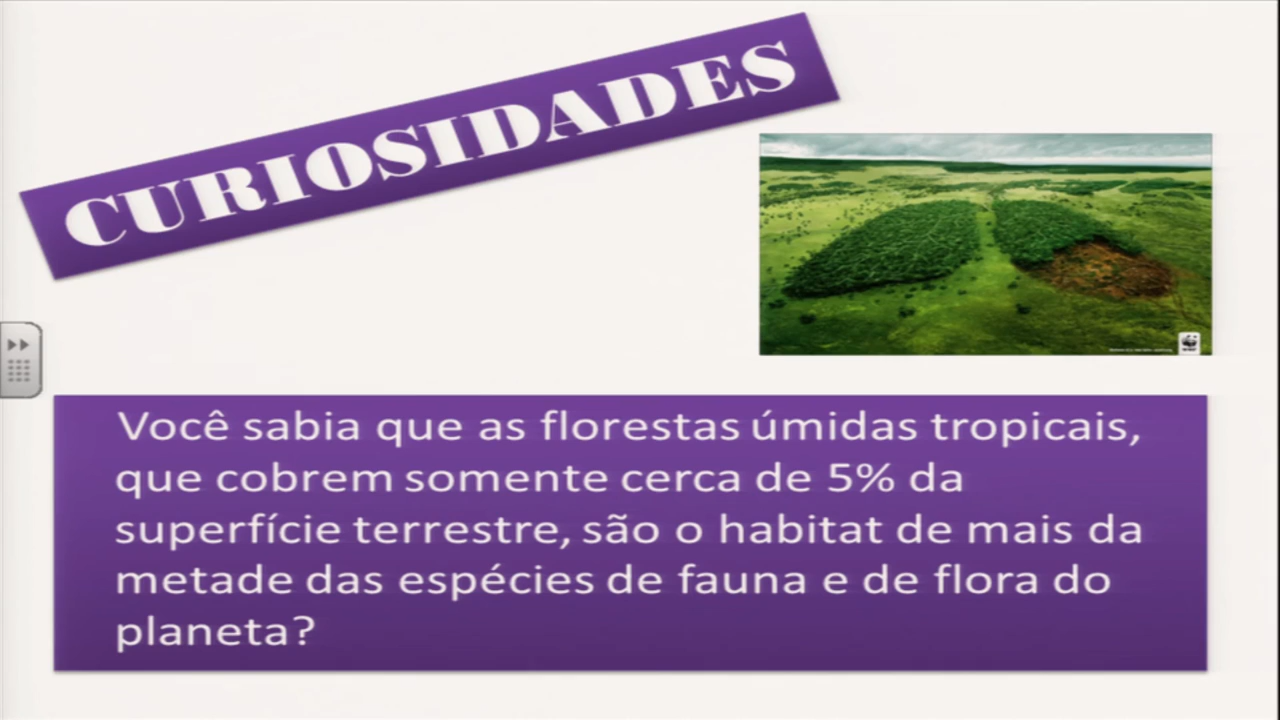 CURIOSIDADES
Você sabia que as florestas úmidas tropicais,
que cobrem somente cerca de 5% da
superfície terrestre, são o habitat de mais da
metade das espécies de fauna e de flora do
planeta?